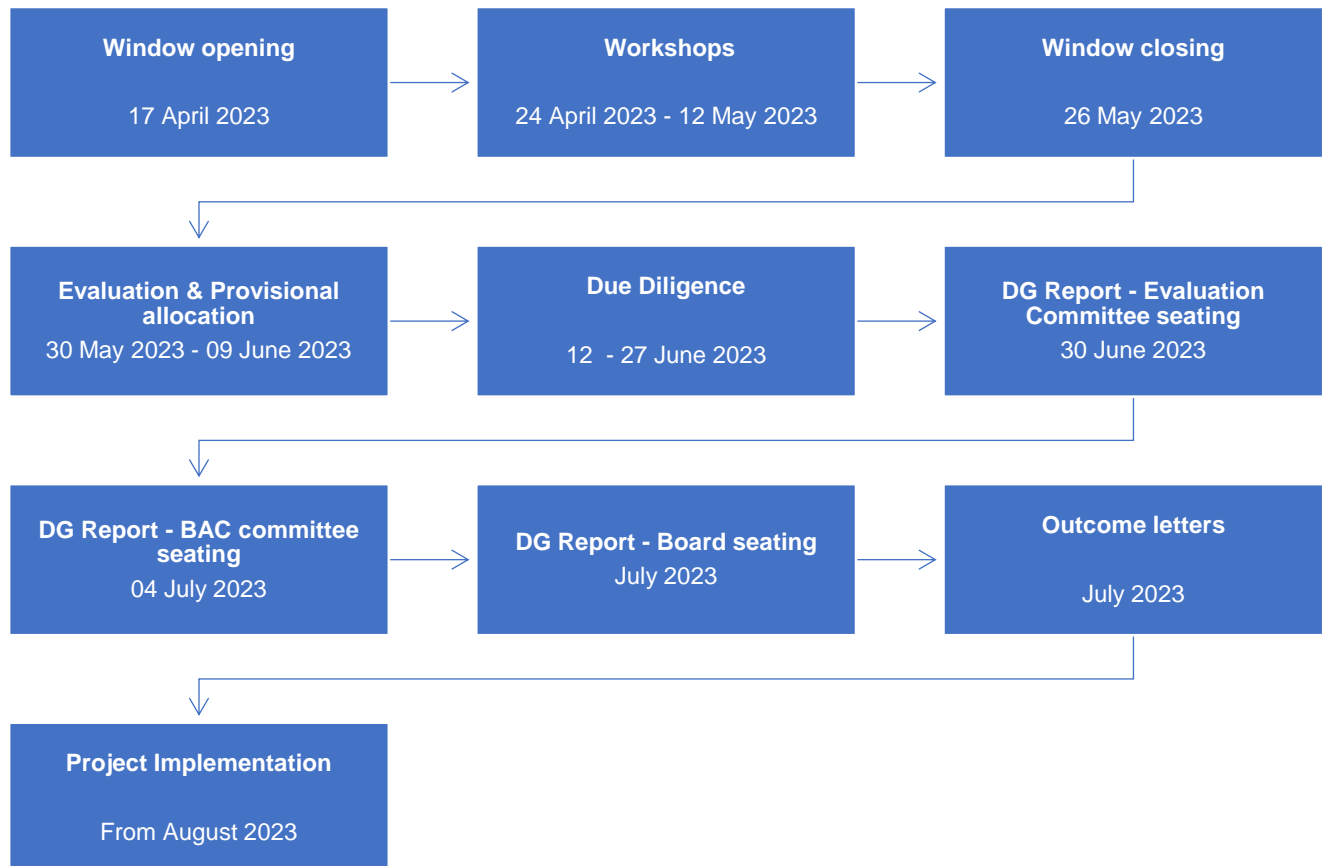 Window opening
17 April 2023
Workshops
24 April 2023 - 12 May 2023
Window closing
26 May 2023
Evaluation & Provisional
allocation
30 May 2023 - 09 June 2023
Due Diligence
12  - 27 June 2023
DG Report - Evaluation
Committee seating
30 June 2023
DG Report - BAC committee
seating
04 July 2023
DG Report - Board seating
July 2023
Outcome letters
July 2023
Project Implementation
From August 2023